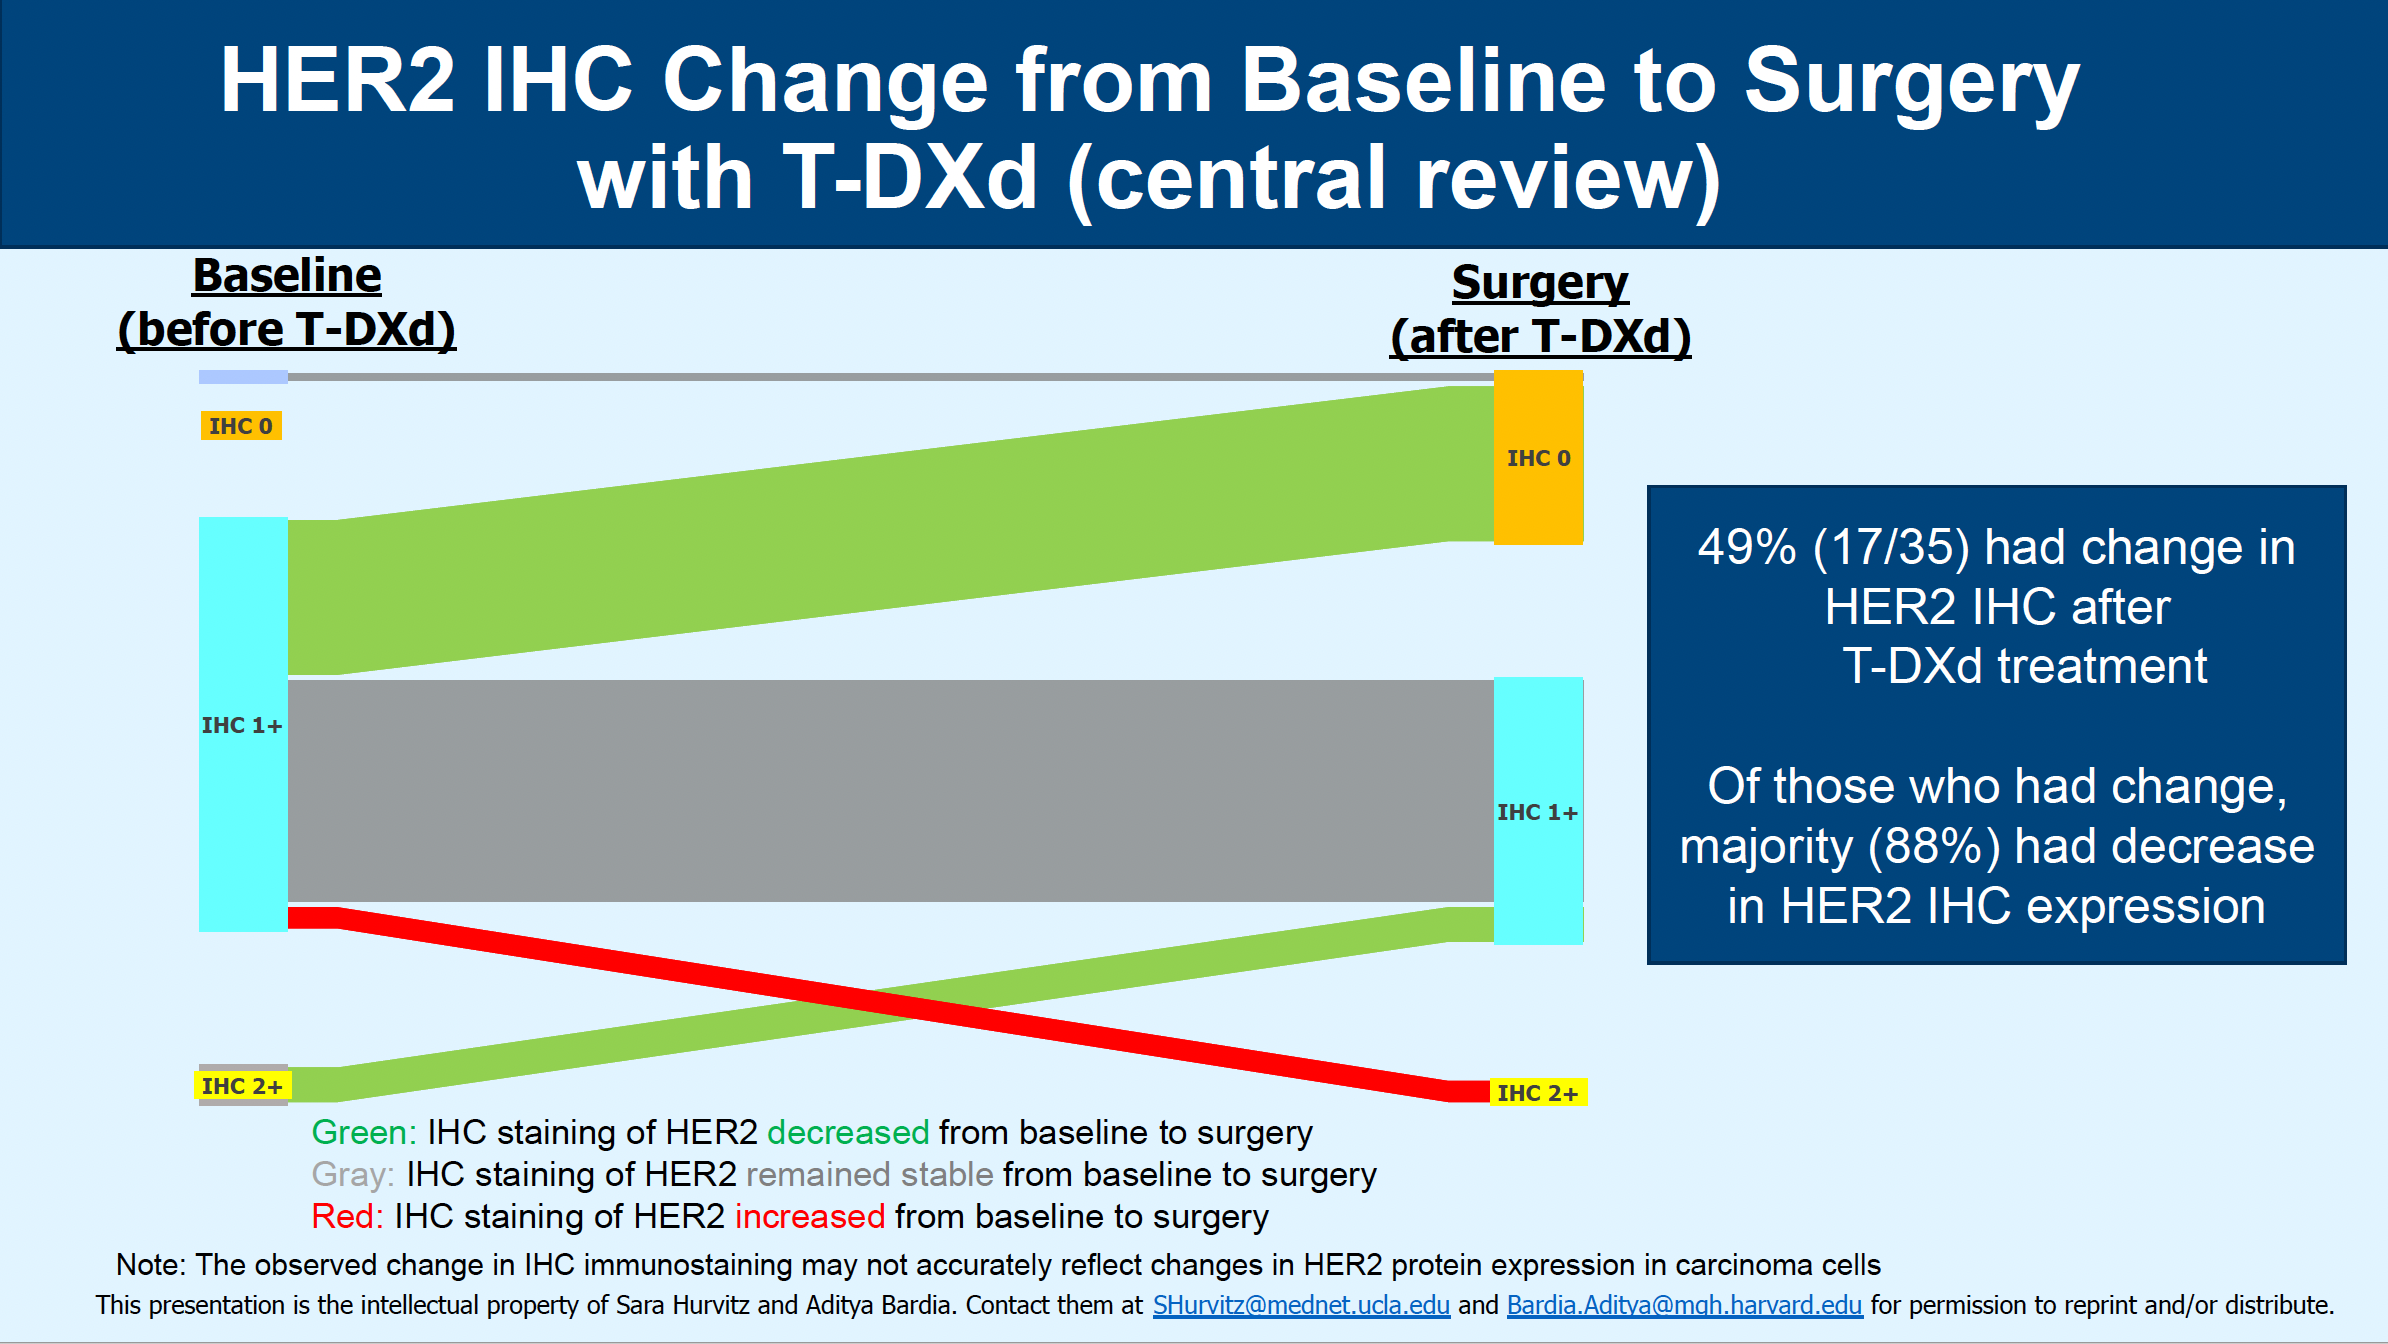 HER2 IHC Change from Baseline to Surgery
with T-DXd (central review)
Baseline
(before T-DXd)
Surgery
(after T-DXd)
IHC 0
IHC 0
IHC 1+
IHC 1+
IHC 2+
IHC 2+
49% (17/35) had change in
HER2 IHC after
T-DXd treatment
Of those who had change,
majority (88%) had decrease
in HER2 IHC expression
Green: IHC staining of HER2 decreased from baseline to surgery
Gray: IHC staining of HER2 remained stable from baseline to surgery
Red: IHC staining of HER2 increased from baseline to surgery
Note: The observed change in IHC immunostaining may not accurately reflect changes in HER2 protein expression in carcinoma cells
This presentation is the intellectual property of Sara Hurvitz and Aditya Bardia. Contact them at SHurvitz@mednet.ucla.edu and Bardia.Aditya@mgh.harvard.edu for permission to reprint and/or distribute.